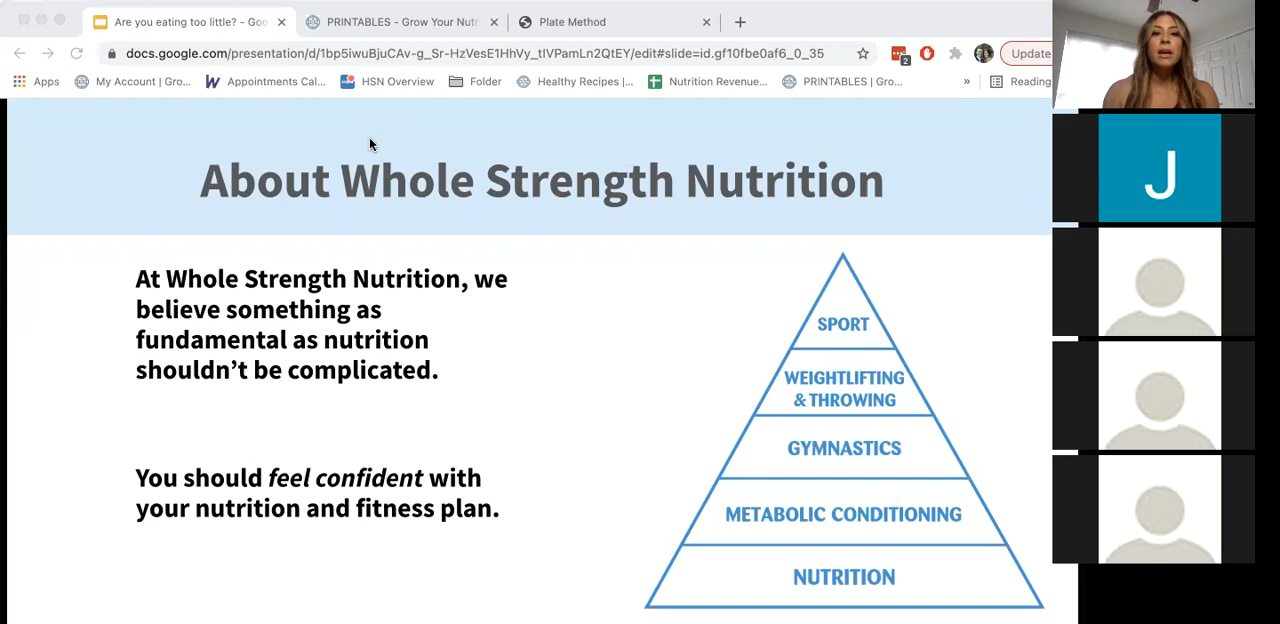 Are you eating too little? - Goo
PRINTABLES - Grow Your Nutr
Plate Method
docs.google.com/presentation/d/1bp5iwuBjuCAv-g_Sr-HzVesE1HhVy_tIVPamLn2QtEY/edit#slide=id.gf10fbe0af6_0_35
2
Update
Apps
My Account | Gro...
Appointments Cal...
HSN Overview
Folder
Healthy Recipes |...
Nutrition Revenue...
PRINTABLES | Gro...
»
Reading
About Whole Strength Nutrition
At Whole Strength Nutrition, we
believe something as
fundamental as nutrition
shouldn’t be complicated.
You should feel confident with
your nutrition and fitness plan.
SPORT
WEIGHTLIFTING
& THROWING
GYMNASTICS
METABOLIC CONDITIONING
NUTRITION
J